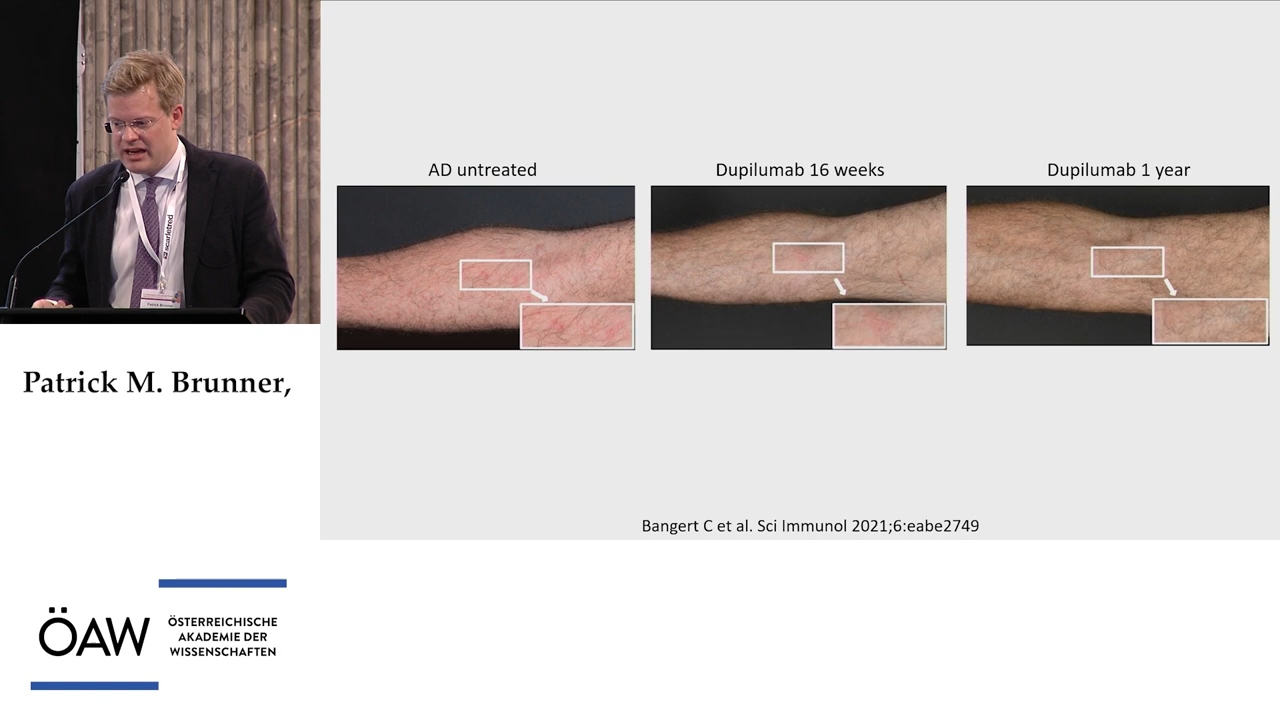 AD untreated
Dupilumab 16 weeks
Dupilumab 1 year
scarletred
Patrick M. Brunner,
Bangert C et al. Sci Immunol 2021;6:eabe2749
ÖAW
ÖSTERREICHISCHE
AKADEMIE DER
WISSENSCHAFTEN